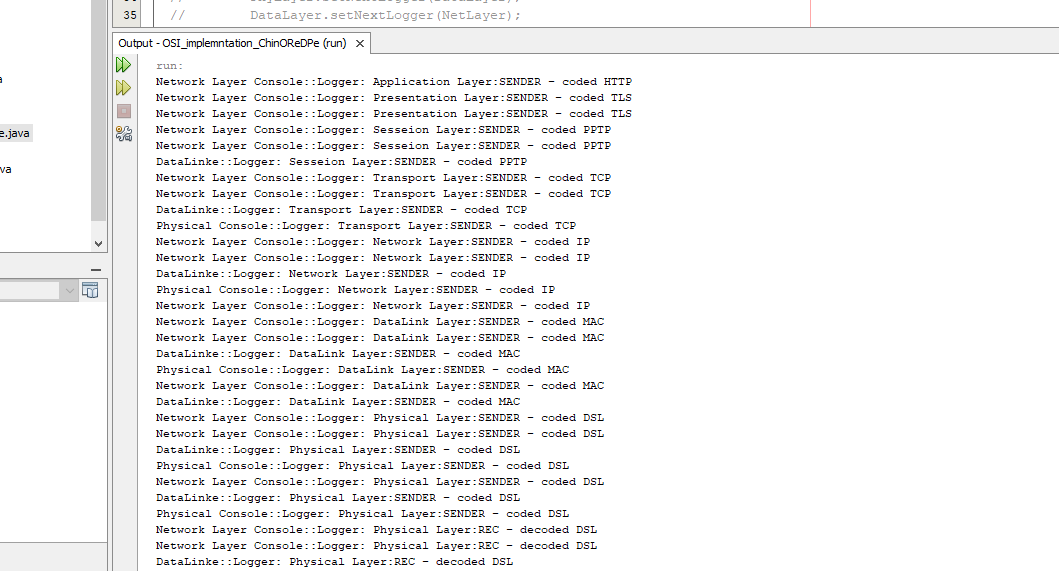 35 // DataLayer.setNextLogger(NetLayer);
Output - OSI_implemntation_ChinOReDPe (run) ×
run:
e.java
va
Network Layer Console::Logger: Application Layer:SENDER - coded HTTP
Network Layer Console::Logger: Presentation Layer:SENDER - coded TLS
Network Layer Console::Logger: Presentation Layer:SENDER - coded TLS
Network Layer Console::Logger: Sesseion Layer:SENDER - coded PPTP
Network Layer Console::Logger: Sesseion Layer:SENDER - coded PPTP
DataLinke::Logger: Sesseion Layer:SENDER - coded PPTP
Network Layer Console::Logger: Transport Layer:SENDER - coded TCP
Network Layer Console::Logger: Transport Layer:SENDER - coded TCP
DataLinke::Logger: Transport Layer:SENDER - coded TCP
Physical Console::Logger: Transport Layer:SENDER - coded TCP
Network Layer Console::Logger: Network Layer:SENDER - coded IP
Network Layer Console::Logger: Network Layer:SENDER - coded IP
DataLinke::Logger: Network Layer:SENDER - coded IP
Physical Console::Logger: Network Layer:SENDER - coded IP
Network Layer Console::Logger: Network Layer:SENDER - coded IP
Network Layer Console::Logger: DataLink Layer:SENDER - coded MAC
Network Layer Console::Logger: DataLink Layer:SENDER - coded MAC
DataLinke::Logger: DataLink Layer:SENDER - coded MAC
Physical Console::Logger: DataLink Layer:SENDER - coded MAC
Network Layer Console::Logger: DataLink Layer:SENDER - coded MAC
DataLinke::Logger: DataLink Layer:SENDER - coded MAC
Network Layer Console::Logger: Physical Layer:SENDER - coded DSL
Network Layer Console::Logger: Physical Layer:SENDER - coded DSL
DataLinke::Logger: Physical Layer:SENDER - coded DSL
Physical Console::Logger: Physical Layer:SENDER - coded DSL
Network Layer Console::Logger: Physical Layer:SENDER - coded DSL
DataLinke::Logger: Physical Layer:SENDER - coded DSL
Physical Console::Logger: Physical Layer:SENDER - coded DSL
Network Layer Console::Logger: Physical Layer:REC - decoded DSL
Network Layer Console::Logger: Physical Layer:REC - decoded DSL
DataLinke::Logger: Physical Layer:REC - decoded DSL